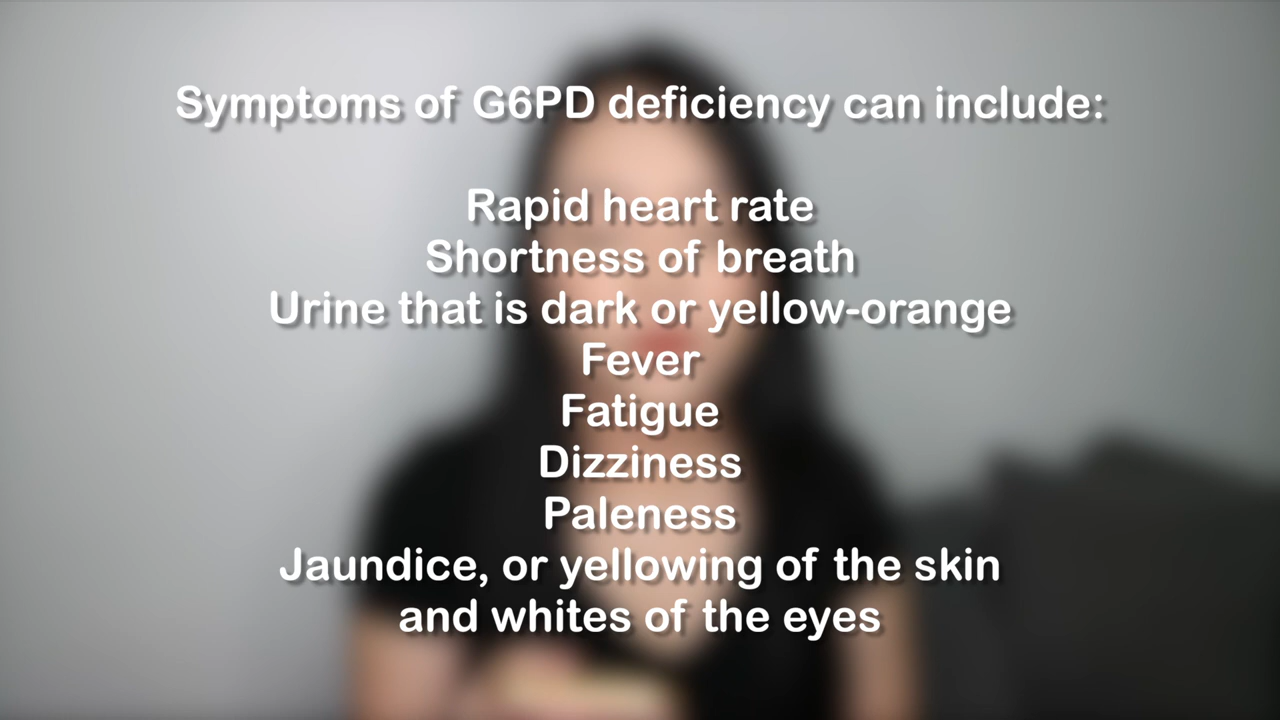 Symptoms of G6PD deficiency can include:
Rapid heart rate
Shortness of breath
Urine that is dark or yellow-orange
Fever
Fatigue
Dizziness
Paleness
Jaundice, or yellowing of the skin
and whites of the eyes